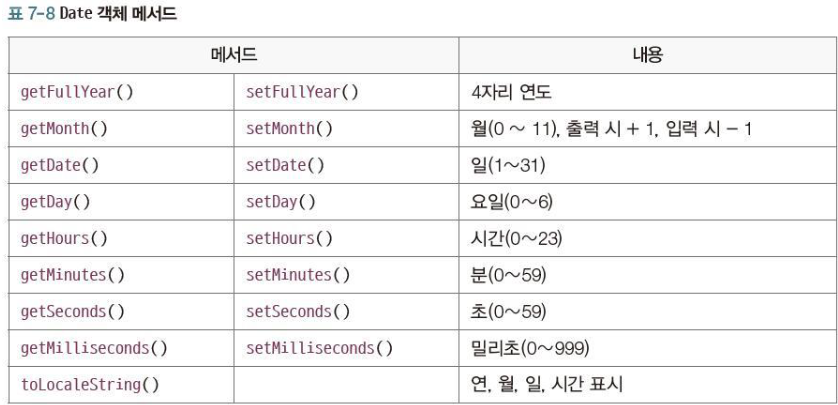 표 7-8 Date 객체 메서드
메서드 내용
getFullYear() setFullYear() 4자리 연도
getMonth() setMonth() 월(0 ~ 11), 출력 시 + 1, 입력 시 - 1
getDate() setDate() 일(1~31)
getDay() setDay() 요일(0~6)
getHours() setHours() 시간(0~23)
getMinutes() setMinutes() 분(0~59)
getSeconds() setSeconds() 초(0~59)
getMilliseconds() setMilliseconds() 밀리초(0~999)
toLocaleString() 연, 월, 일, 시간 표시